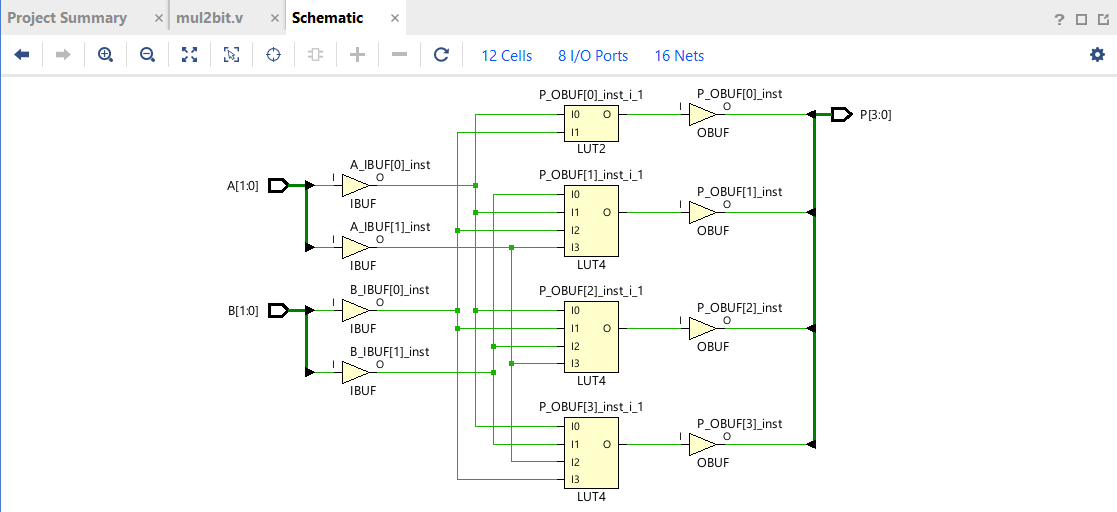 Project Summary × mul2bit.v × Schematic ×
?
12 Cells 8 I/O Ports 16 Nets
P_OBUF[0]_inst_i_1
I0 O
I1
LUT2
P_OBUF[0]_inst
I O
OBUF
P[3:0]
A[1:0]
A_IBUF[0]_inst
I O
IBUF
A_IBUF[1]_inst
I O
IBUF
P_OBUF[1]_inst_i_1
I0
I1 O
I2
I3
LUT4
P_OBUF[1]_inst
I O
OBUF
B[1:0]
B_IBUF[0]_inst
I O
IBUF
B_IBUF[1]_inst
I O
IBUF
P_OBUF[2]_inst_i_1
I0
I1 O
I2
I3
LUT4
P_OBUF[2]_inst
I O
OBUF
P_OBUF[3]_inst_i_1
I0
I1 O
I2
I3
LUT4
P_OBUF[3]_inst
I O
OBUF